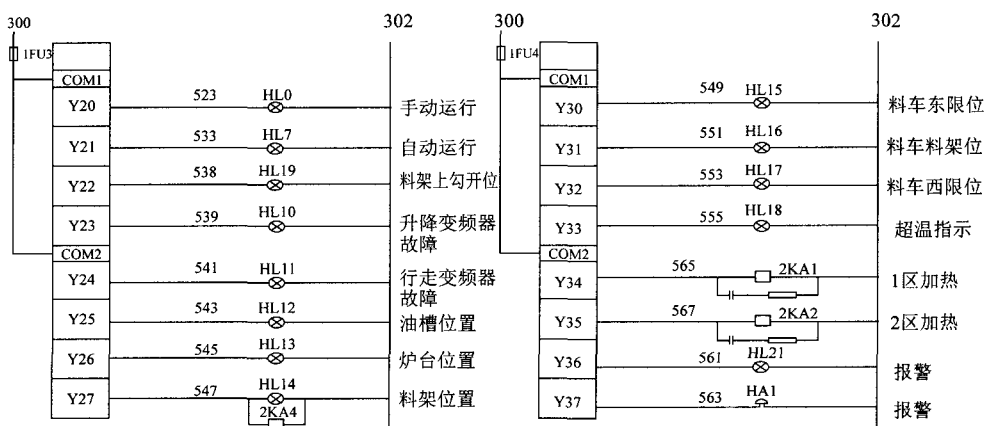 300
302
1FU3
COM1
Y20
523
HL0
手动运行
Y21
533
HL7
自动运行
Y22
538
HL19
料架上勾开位
Y23
539
HL10
升降变频器
故障
COM2
Y24
541
HL11
行走变频器
故障
Y25
543
HL12
油槽位置
Y26
545
HL13
炉台位置
Y27
547
HL14
料架位置
2KA4
300
302
1FU4
COM1
Y30
549
HL15
料车东限位
Y31
551
HL16
料车料架位
Y32
553
HL17
料车西限位
Y33
555
HL18
超温指示
COM2
Y34
565
2KA1
1区加热
Y35
567
2KA2
2区加热
Y36
561
HL21
报警
Y37
563
HA1
报警